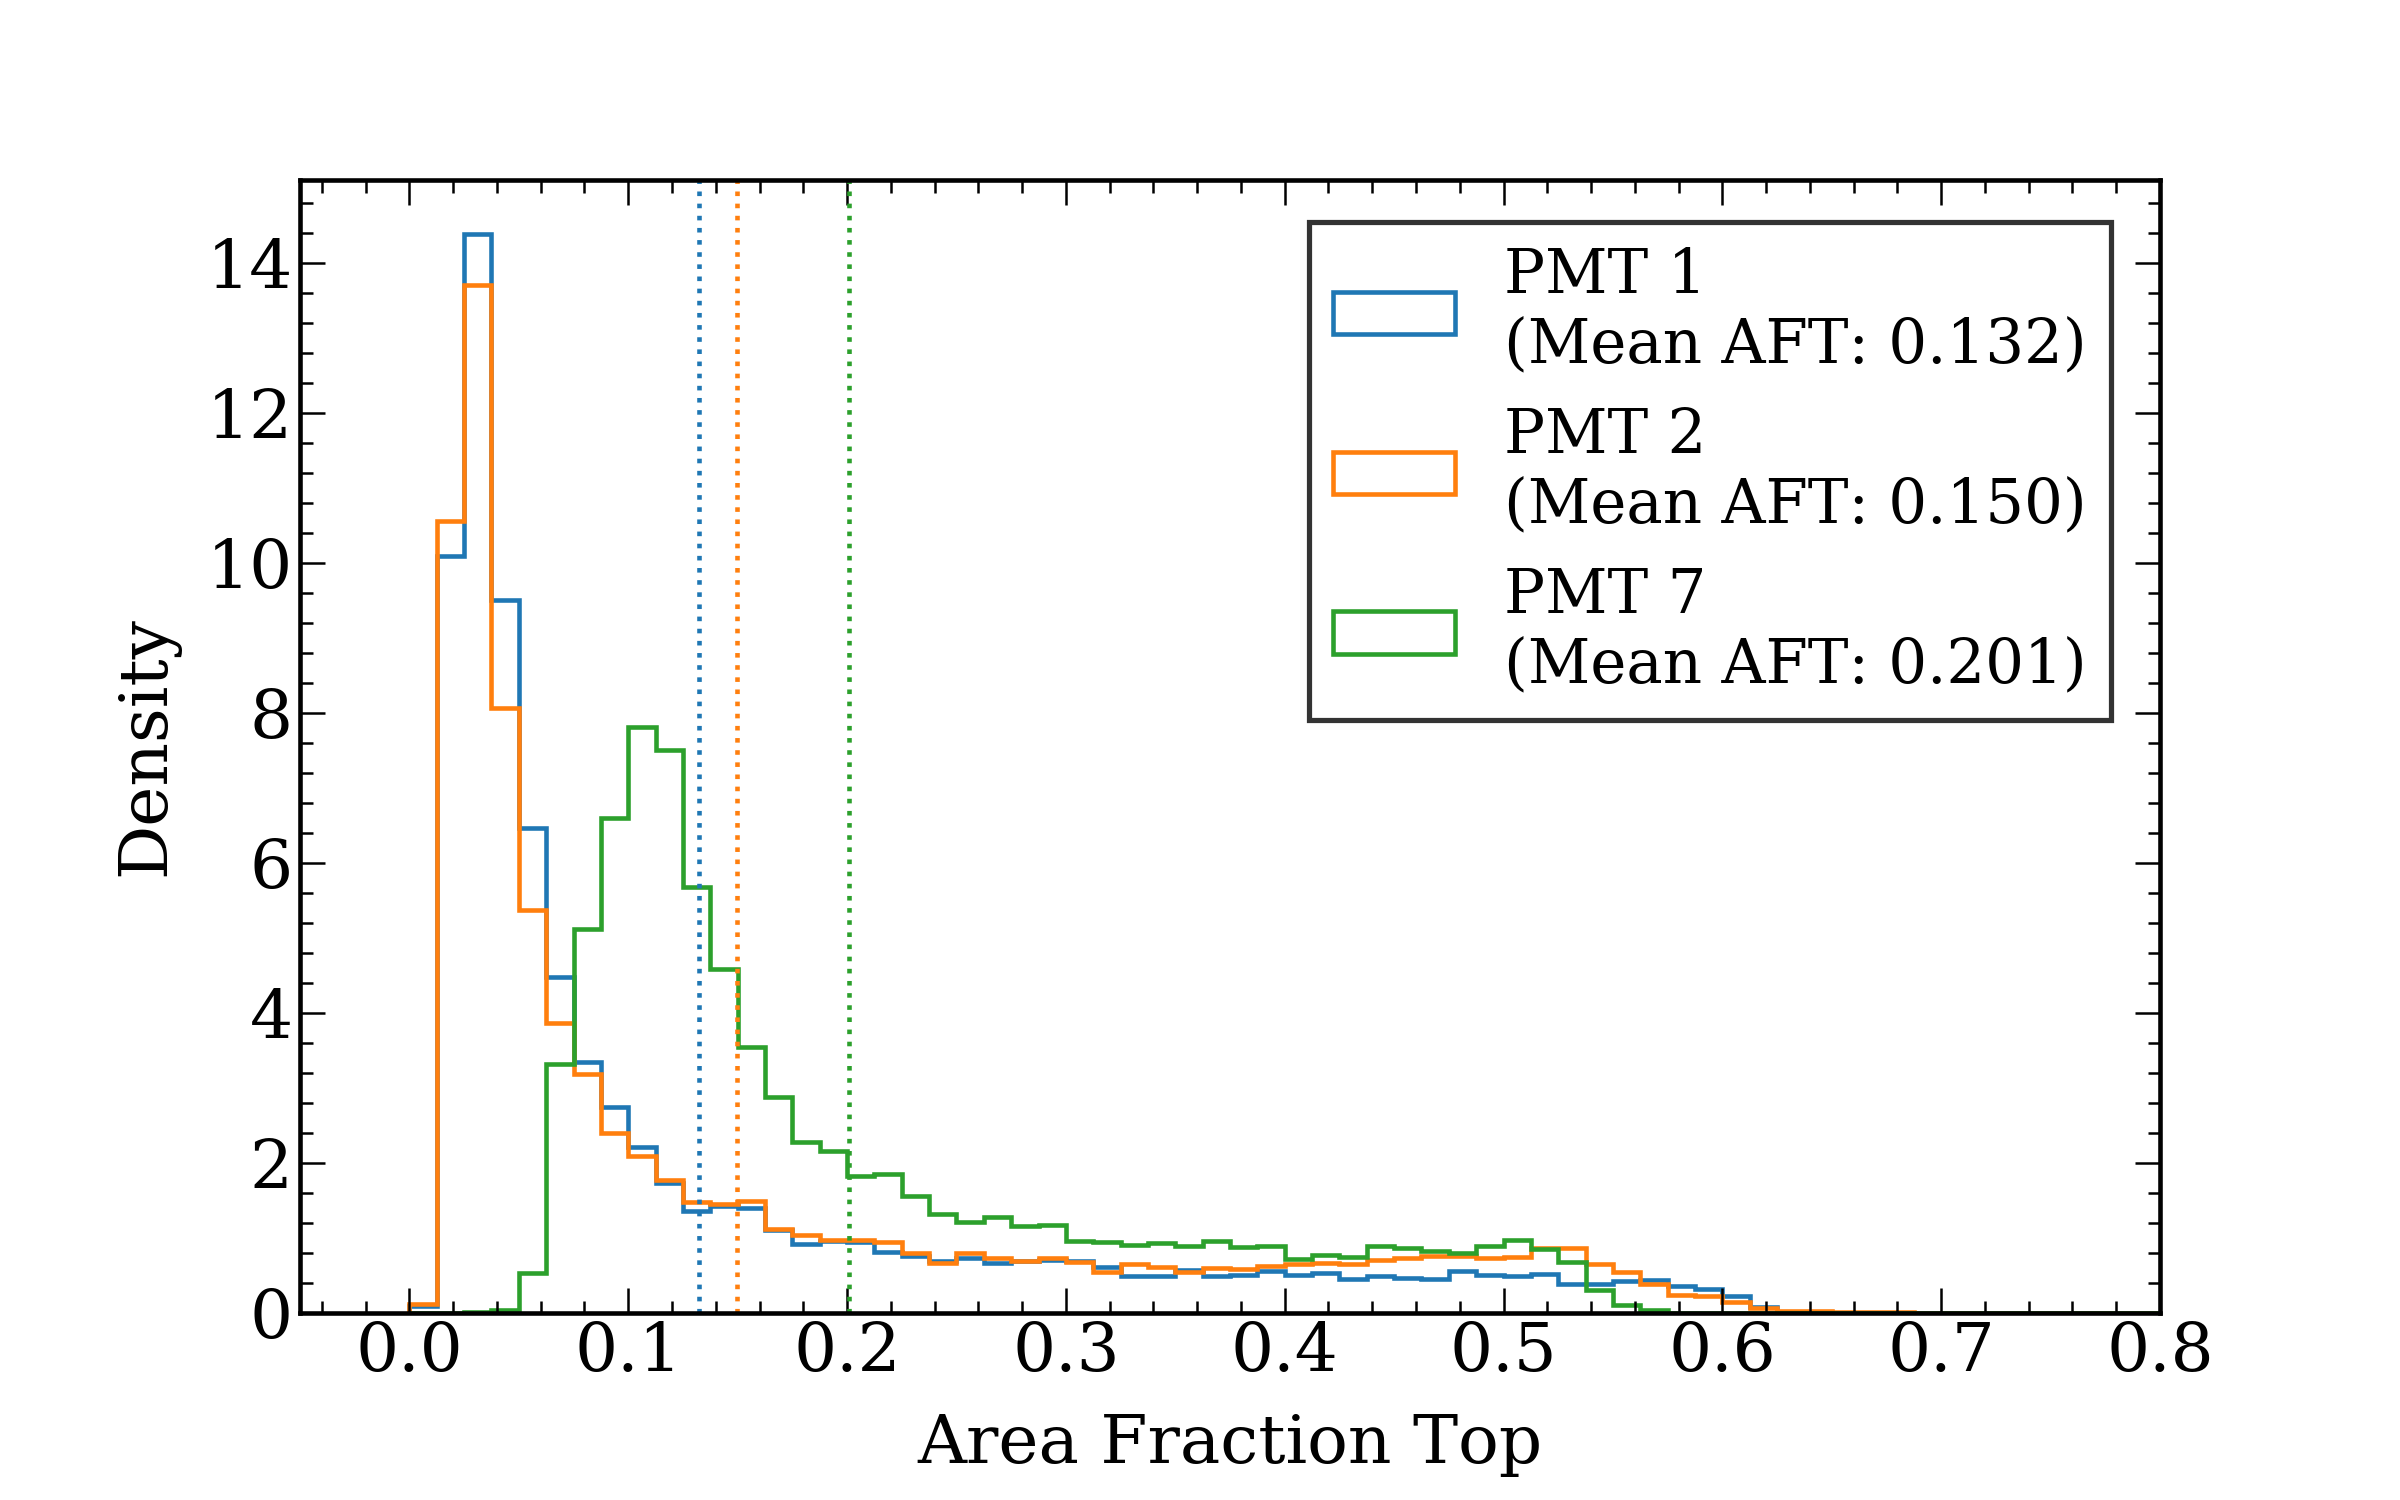 PMT 1
(Mean AFT: 0.132)
PMT 2
(Mean AFT: 0.150)
PMT 7
(Mean AFT: 0.201)
14
12
10
8
6
4
2
0
Density
0.0 0.1 0.2 0.3 0.4 0.5 0.6 0.7 0.8
Area Fraction Top